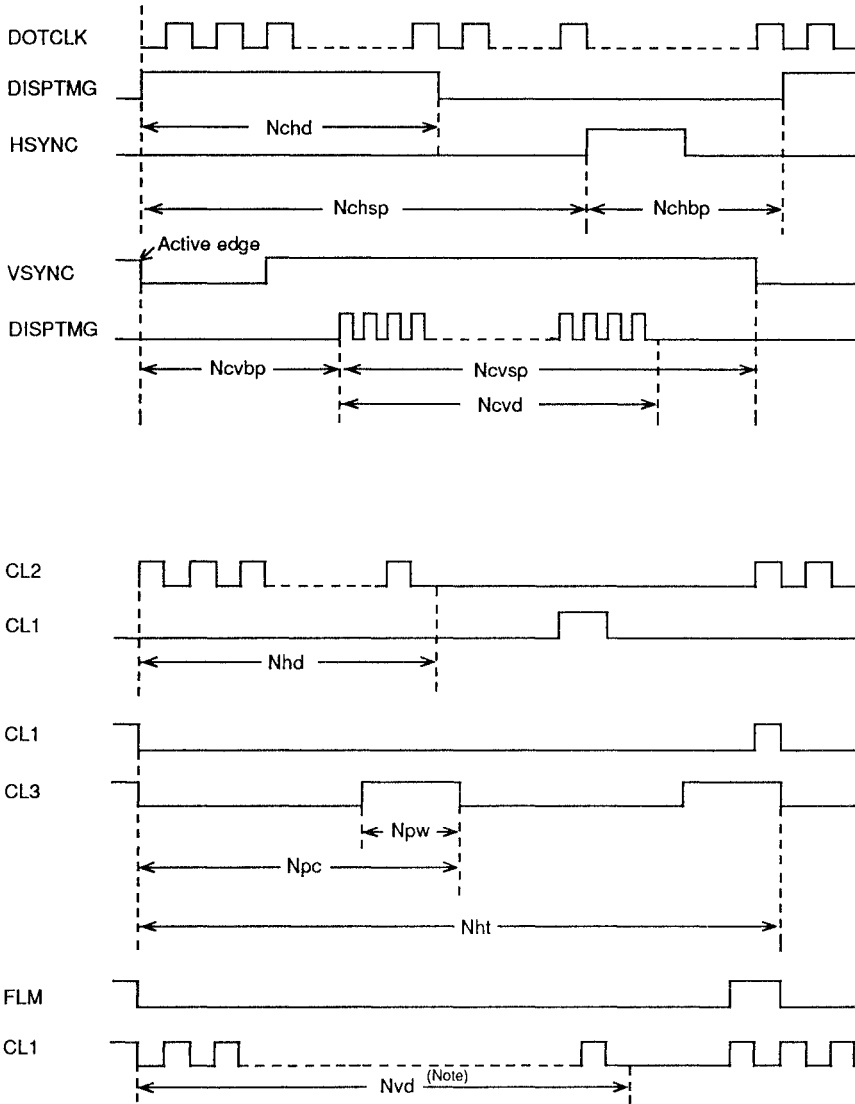 DOTCLK
DISPTMG
Nchd
HSYNC
Nchsp
Nchbp
Active edge
VSYNC
DISPTMG
Ncvbp
Ncvsp
Ncvd
CL2
CL1
Nhd
CL1
CL3
Npw
Npc
Nht
FLM
CL1
Nvd (Note)